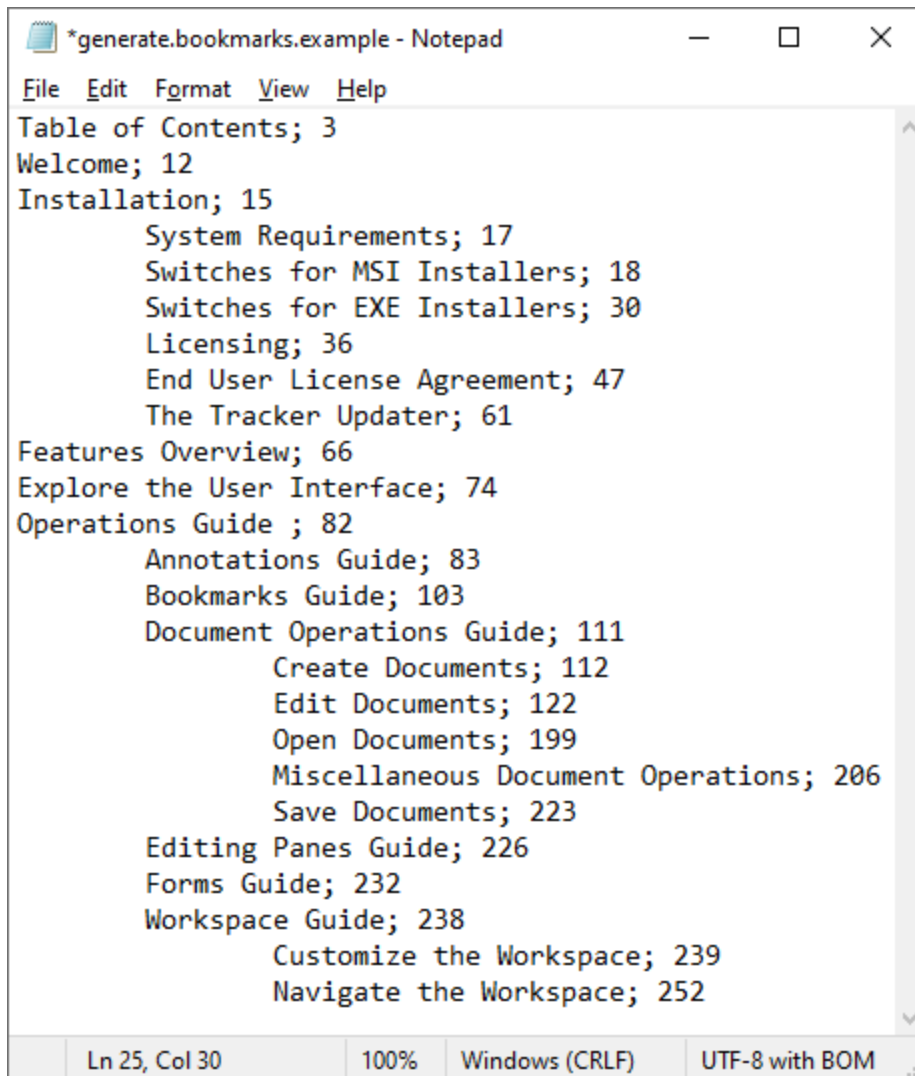 *generate.bookmarks.example - Notepad
File Edit Format View Help
Table of Contents; 3
Welcome; 12
Installation; 15
	System Requirements; 17
	Switches for MSI Installers; 18
	Switches for EXE Installers; 30
	Licensing; 36
	End User License Agreement; 47
	The Tracker Updater; 61
Features Overview; 66
Explore the User Interface; 74
Operations Guide ; 82
	Annotations Guide; 83
	Bookmarks Guide; 103
	Document Operations Guide; 111
		Create Documents; 112
		Edit Documents; 122
		Open Documents; 199
		Miscellaneous Document Operations; 206
		Save Documents; 223
	Editing Panes Guide; 226
	Forms Guide; 232
	Workspace Guide; 238
		Customize the Workspace; 239
		Navigate the Workspace; 252
Ln 25, Col 30 100% Windows (CRLF) UTF-8 with BOM